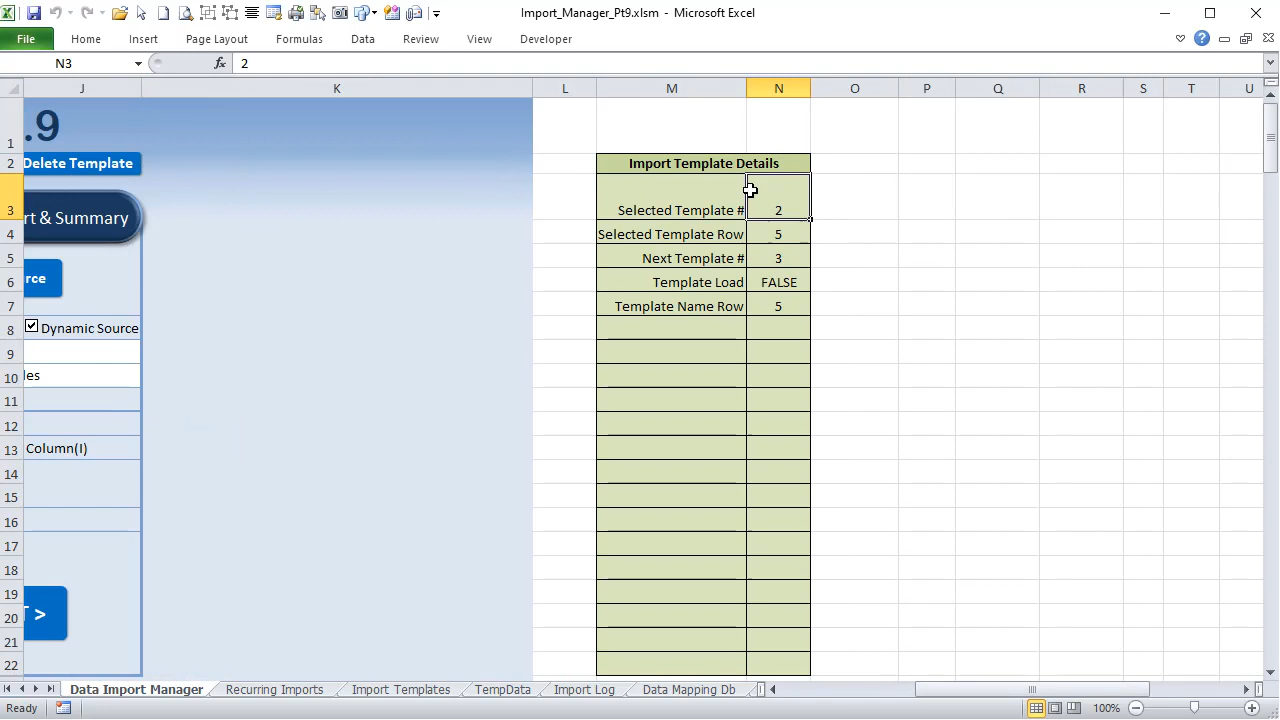 Import_Manager_Pt9.xlsm - Microsoft Excel
File Home Insert Page Layout Formulas Data Review View Developer
N3 fx 2
J K L M N O P Q R S T U
1 .9
2 Delete Template Import Template Details
3 rt & Summary Selected Template # 2
4 Selected Template Row 5
5 rce Next Template # 3
6 Template Load FALSE
7 Template Name Row 5
8 Dynamic Source
9
10 les
11
12
13 Column(I)
14
15
16
17
18
19
20 T >
21
22
Data Import Manager Recurring Imports Import Templates TempData Import Log Data Mapping Db
Ready 100%